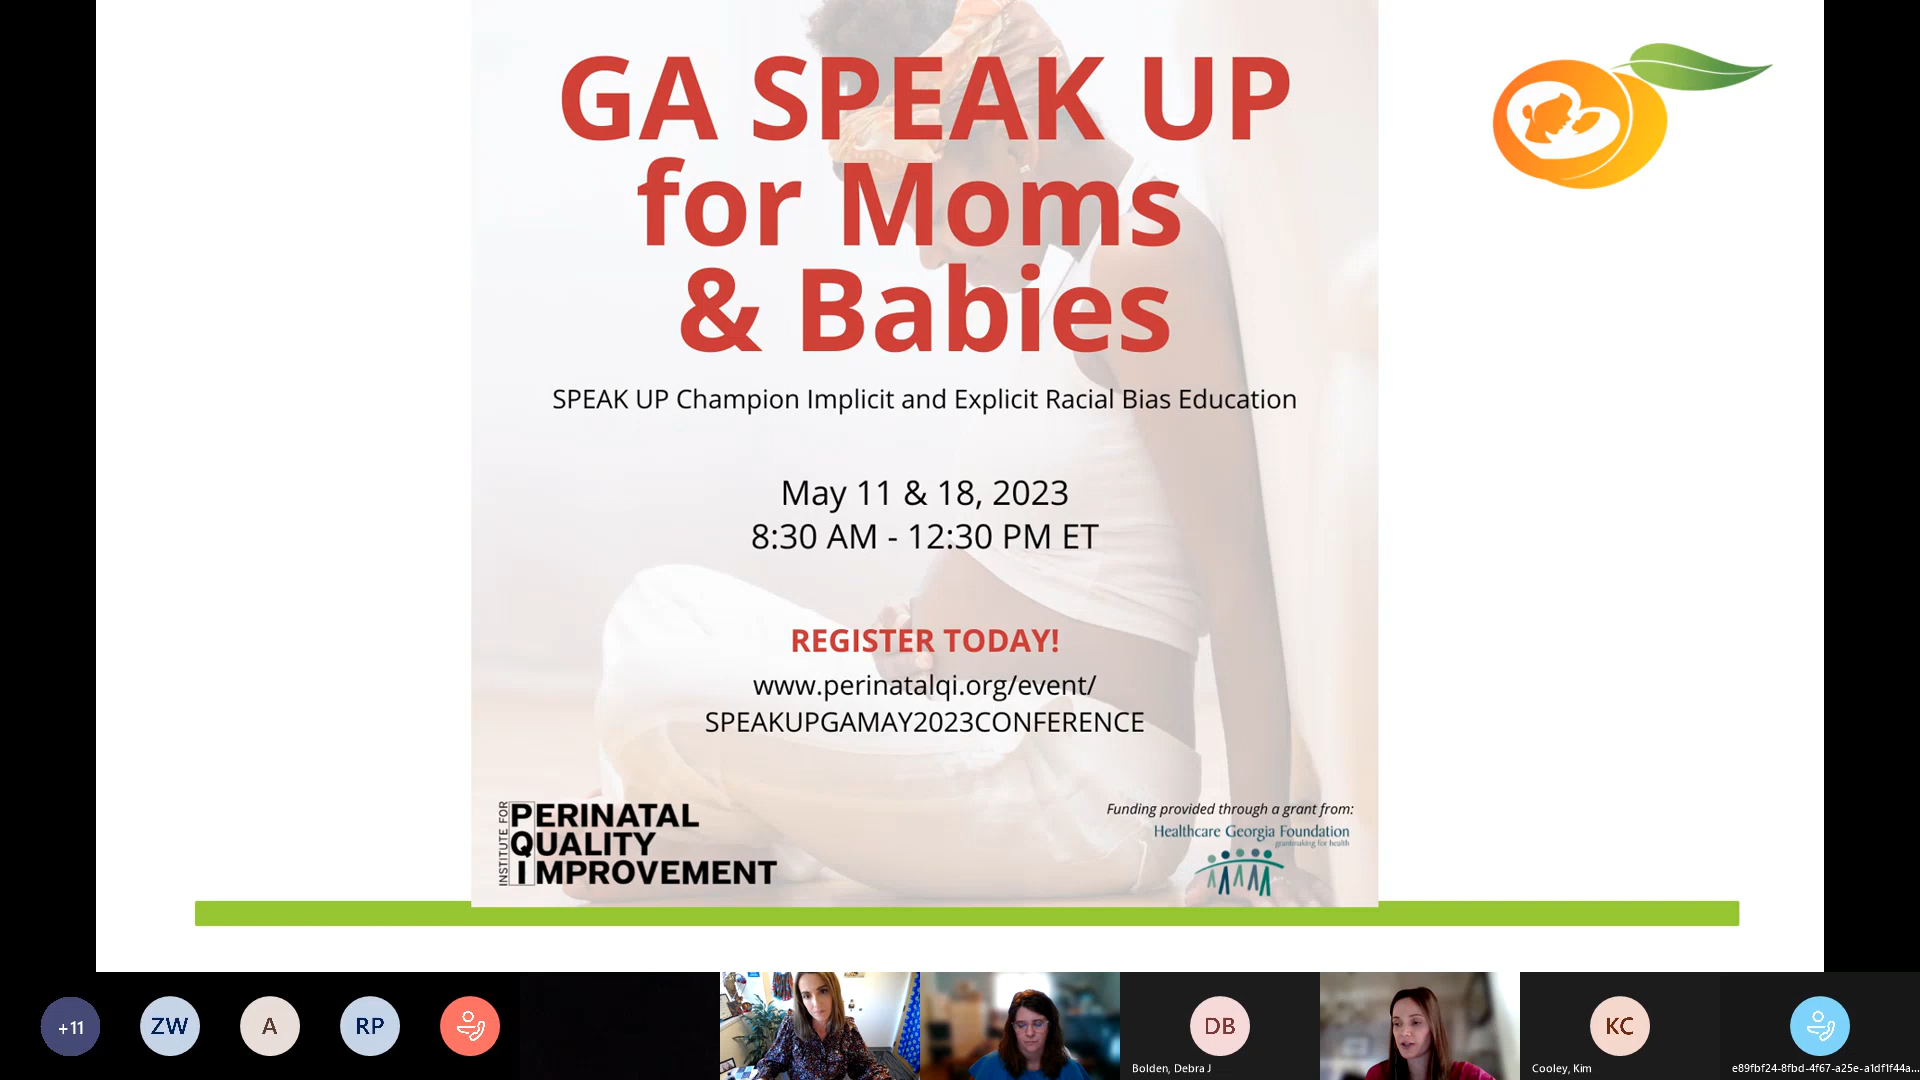 GA SPEAK UP
for Moms
& Babies
SPEAK UP Champion Implicit and Explicit Racial Bias Education
May 11 & 18, 2023
8:30 AM - 12:30 PM ET
REGISTER TODAY!
www.perinatalqi.org/event/
SPEAKUPGAMAY2023CONFERENCE
INSTITUTE FOR
PERINATAL
QUALITY
IMPROVEMENT
Funding provided through a grant from:
Healthcare Georgia Foundation
grantmaking for health
+11
ZW
A
RP
DB
Bolden, Debra J
KC
Cooley, Kim
e89fbf24-8fbd-4f67-a25e-a1df1f44a...